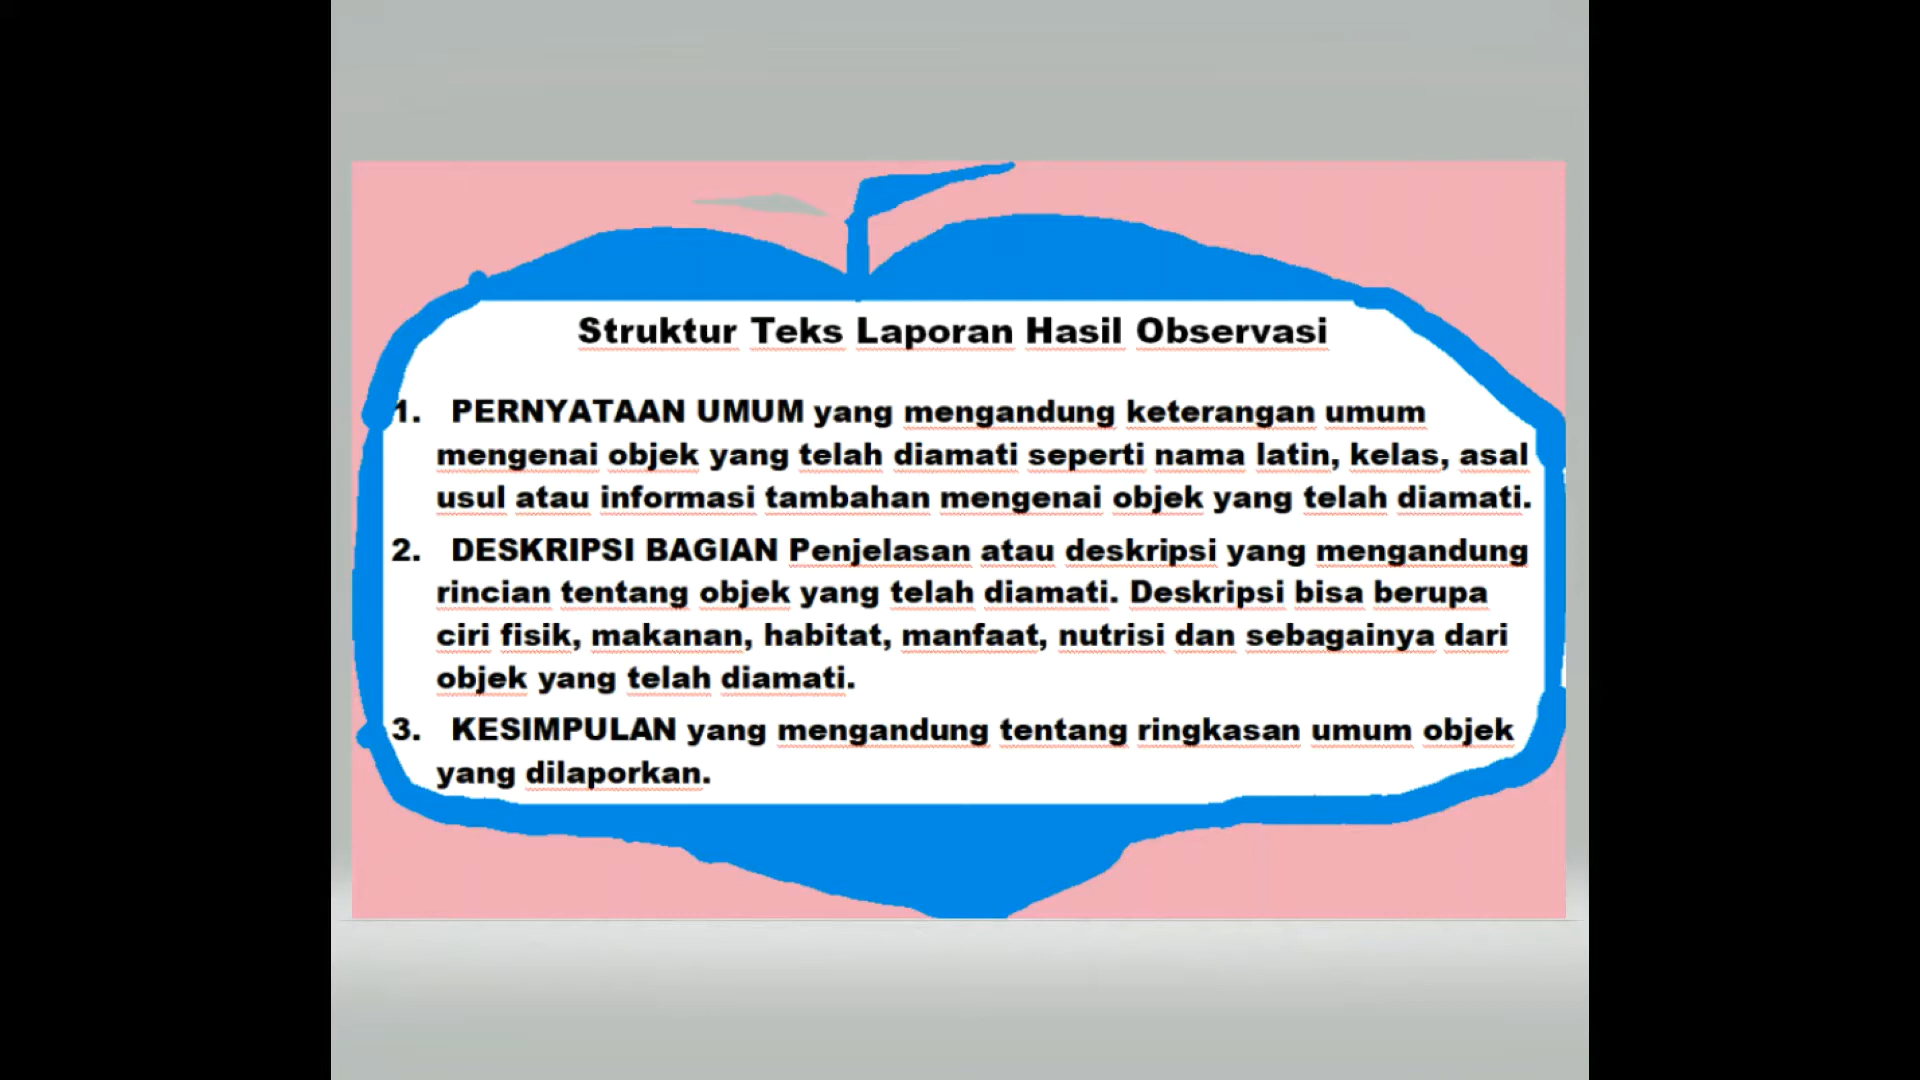 Struktur Teks Laporan Hasil Observasi
1. PERNYATAAN UMUM yang mengandung keterangan umum
mengenai objek yang telah diamati seperti nama latin, kelas, asal
usul atau informasi tambahan mengenai objek yang telah diamati.
2. DESKRIPSI BAGIAN Penjelasan atau deskripsi yang mengandung
rincian tentang objek yang telah diamati. Deskripsi bisa berupa
ciri fisik, makanan, habitat, manfaat, nutrisi dan sebagainya dari
objek yang telah diamati.
3. KESIMPULAN yang mengandung tentang ringkasan umum objek
yang dilaporkan.